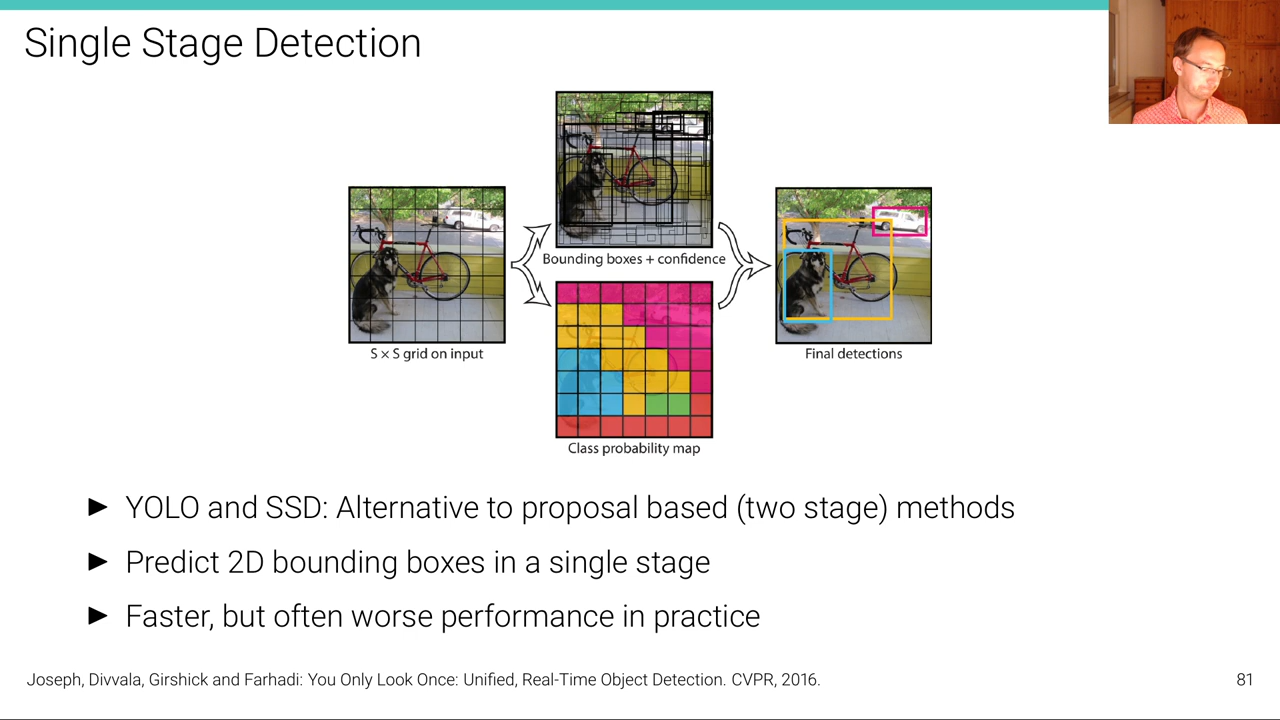 Single Stage Detection
Bounding boxes + confidence
S × S grid on input
Final detections
Class probability map
► YOLO and SSD: Alternative to proposal based (two stage) methods
► Predict 2D bounding boxes in a single stage
► Faster, but often worse performance in practice
Joseph, Divvala, Girshick and Farhadi: You Only Look Once: Unified, Real-Time Object Detection. CVPR, 2016.
81